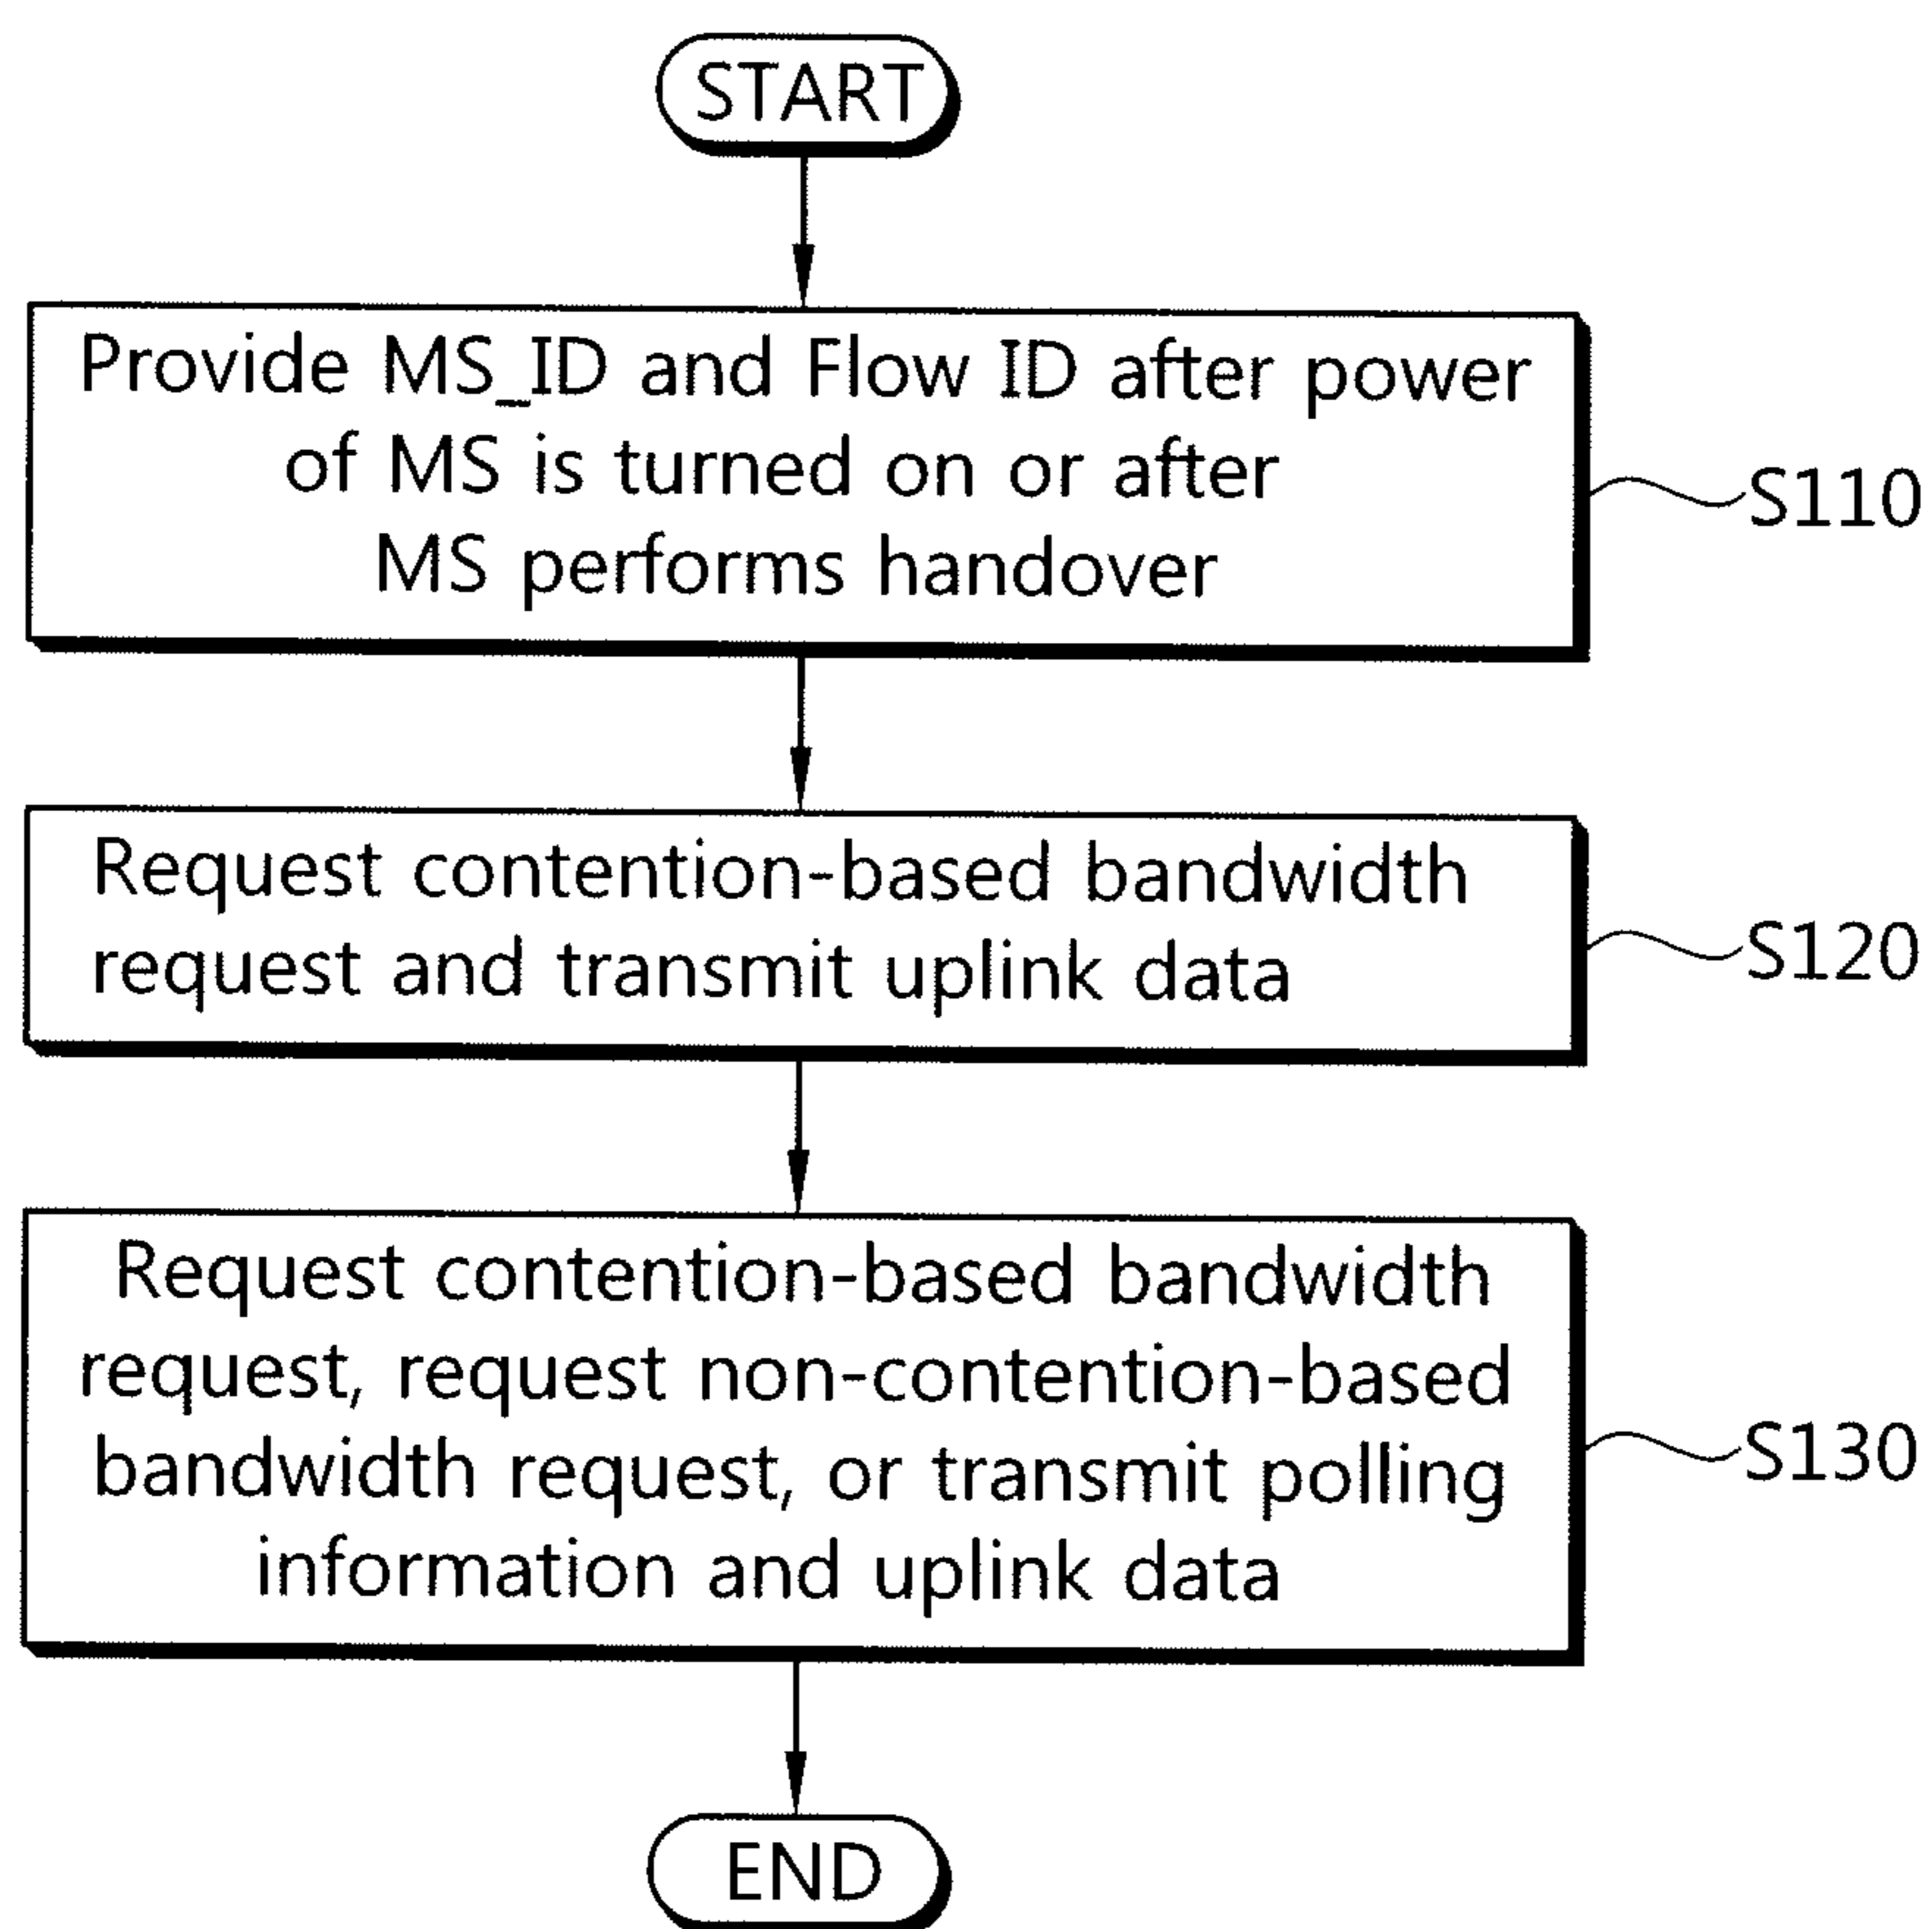 START
Provide MS_ID and Flow ID after power
of MS is turned on or after
MS performs handover
S110
Request contention-based bandwidth
request and transmit uplink data
S120
Request contention-based bandwidth
request, request non-contention-based
bandwidth request, or transmit polling
information and uplink data
S130
END